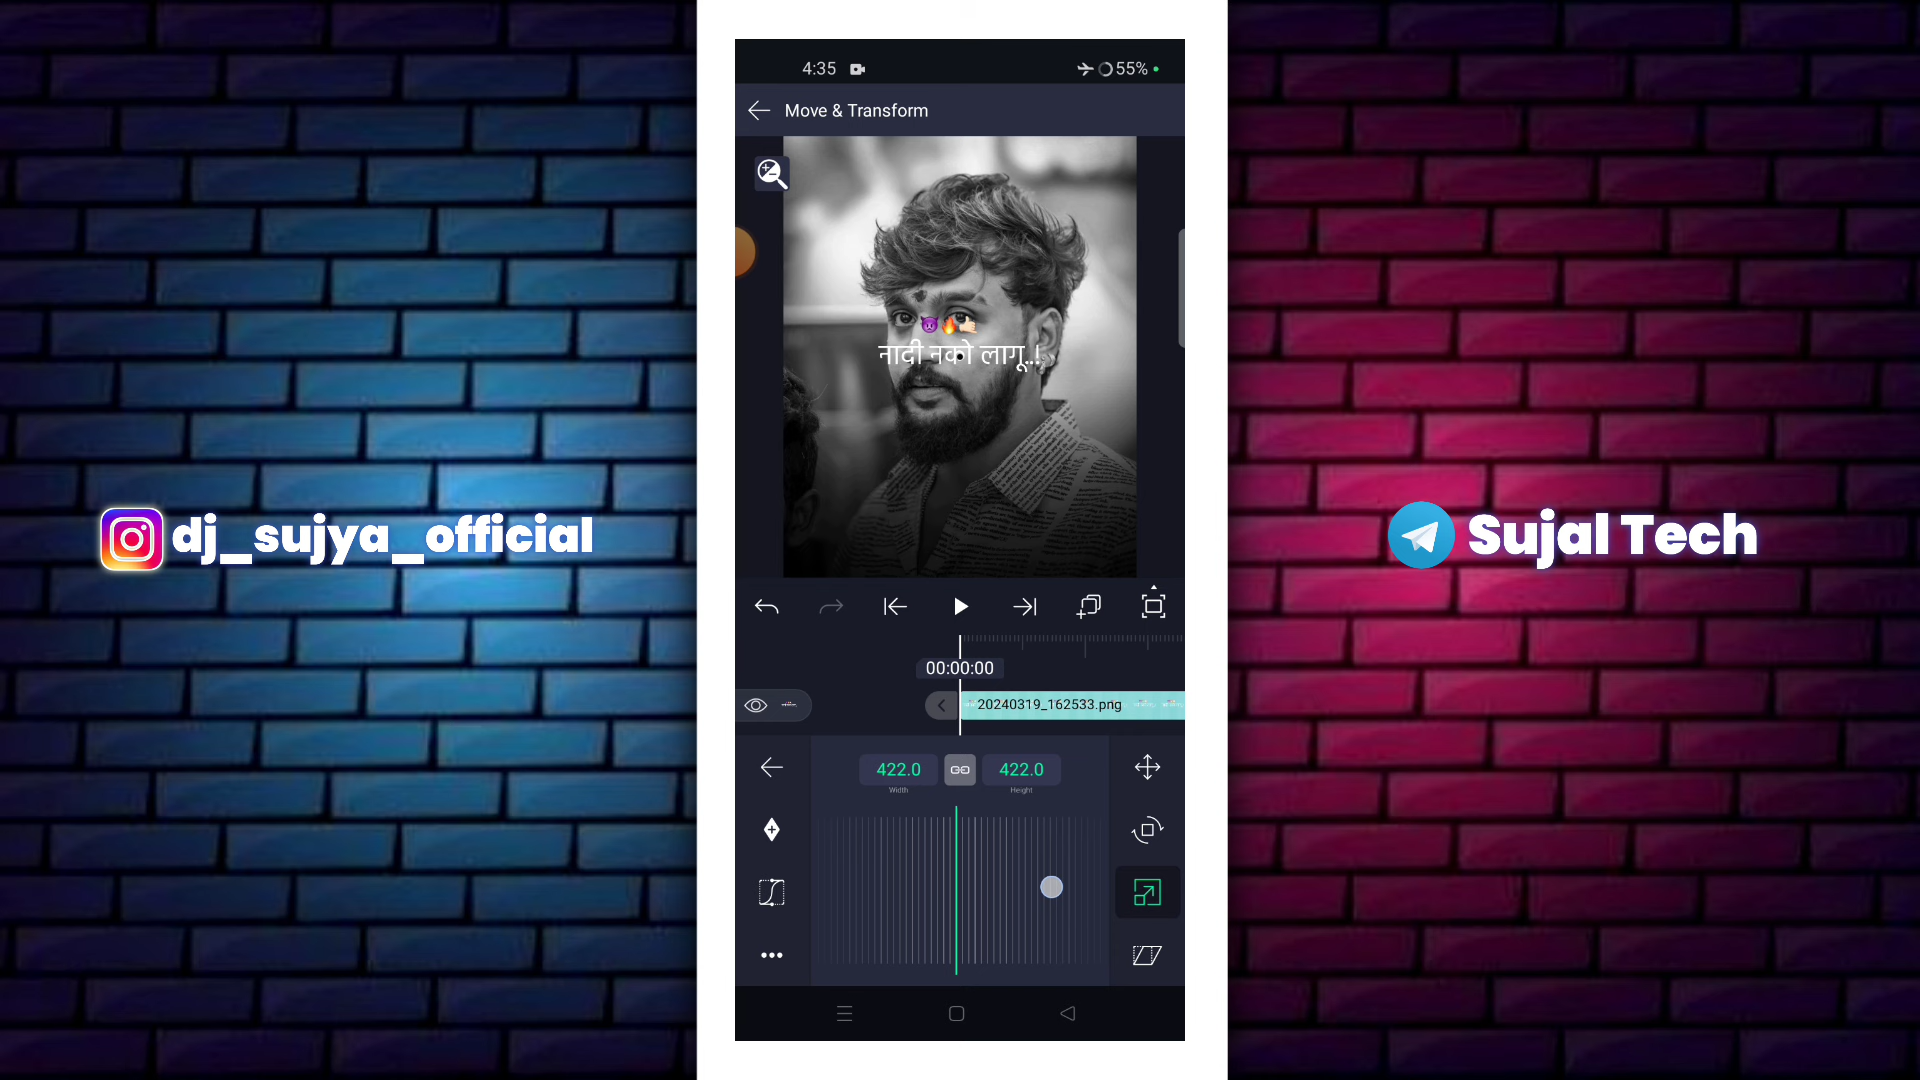 4:35
55%
Move & Transform
😈🔥🤙🏻
नादी नको लागू..!
dj_sujya_official
Sujal Tech
00:00:00
20240319_162533.png
422.0
422.0
Width
Height